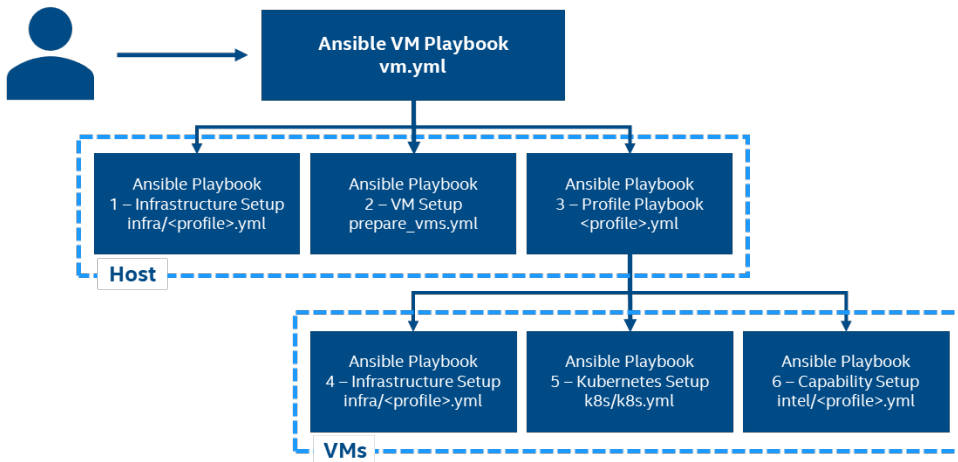 Ansible VM Playbook
vm.yml
Ansible Playbook
1 – Infrastructure Setup
infra/<profile>.yml
Ansible Playbook
2 – VM Setup
prepare_vms.yml
Ansible Playbook
3 – Profile Playbook
<profile>.yml
Host
Ansible Playbook
4 – Infrastructure Setup
infra/<profile>.yml
Ansible Playbook
5 – Kubernetes Setup
k8s/k8s.yml
Ansible Playbook
6 – Capability Setup
intel/<profile>.yml
VMs